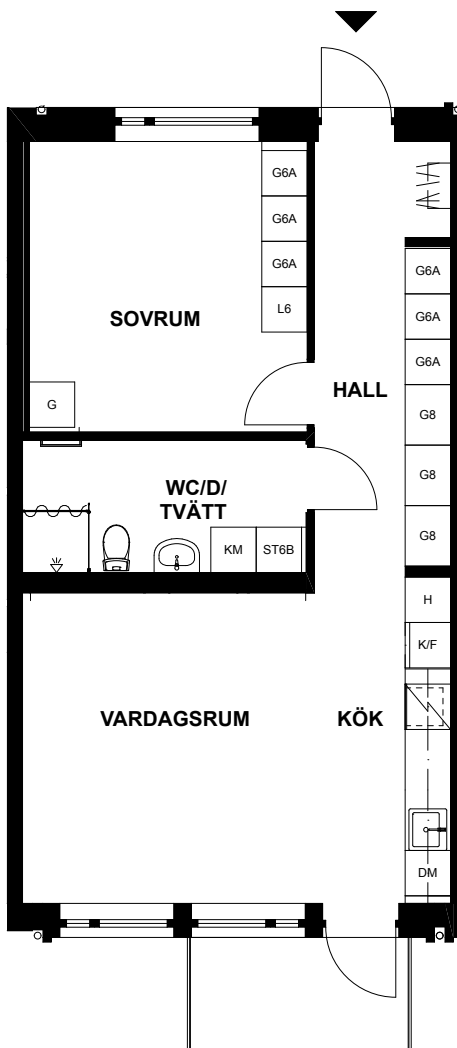 G6A
G6A
G6A
L6
SOVRUM
G
G6A
G6A
G6A
G8
G8
G8
HALL
WC/D/
TVÄTT
KM
ST6B
H
K/F
VARDAGSRUM
KÖK
DM